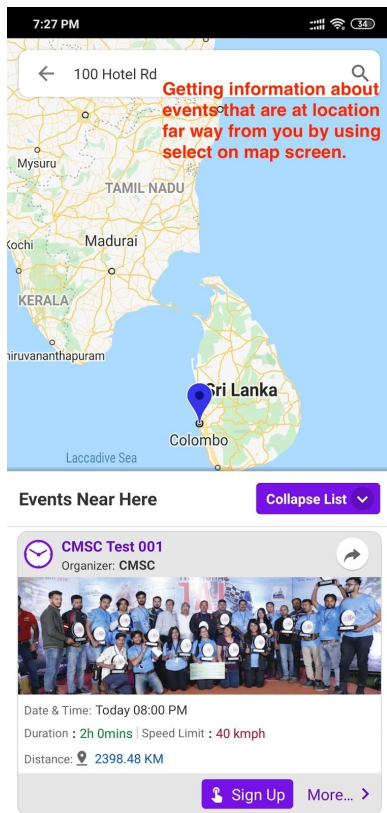 7:27 PM
34
100 Hotel Rd
Getting information about
events that are at location
far way from you by using
select on map screen.
Mysuru
TAMIL NADU
Kochi
Madurai
KERALA
hiruvananthapuram
Sri Lanka
Colombo
Laccadive Sea
Events Near Here
Collapse List
CMSC Test 001
Organizer: CMSC
Date & Time: Today 08:00 PM
Duration : 2h 0mins | Speed Limit : 40 kmph
Distance: 2398.48 KM
Sign Up
More... >